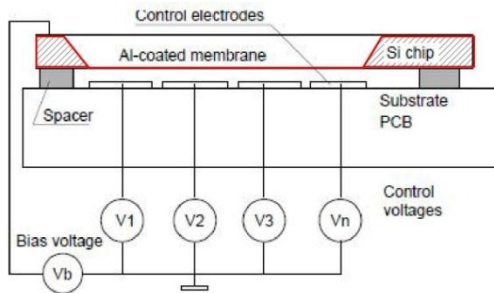 Control electrodes
Al-coated membrane
Si chip
Spacer
Substrate
PCB
V1
V2
V3
Vn
Control
voltages
Bias voltage
Vb